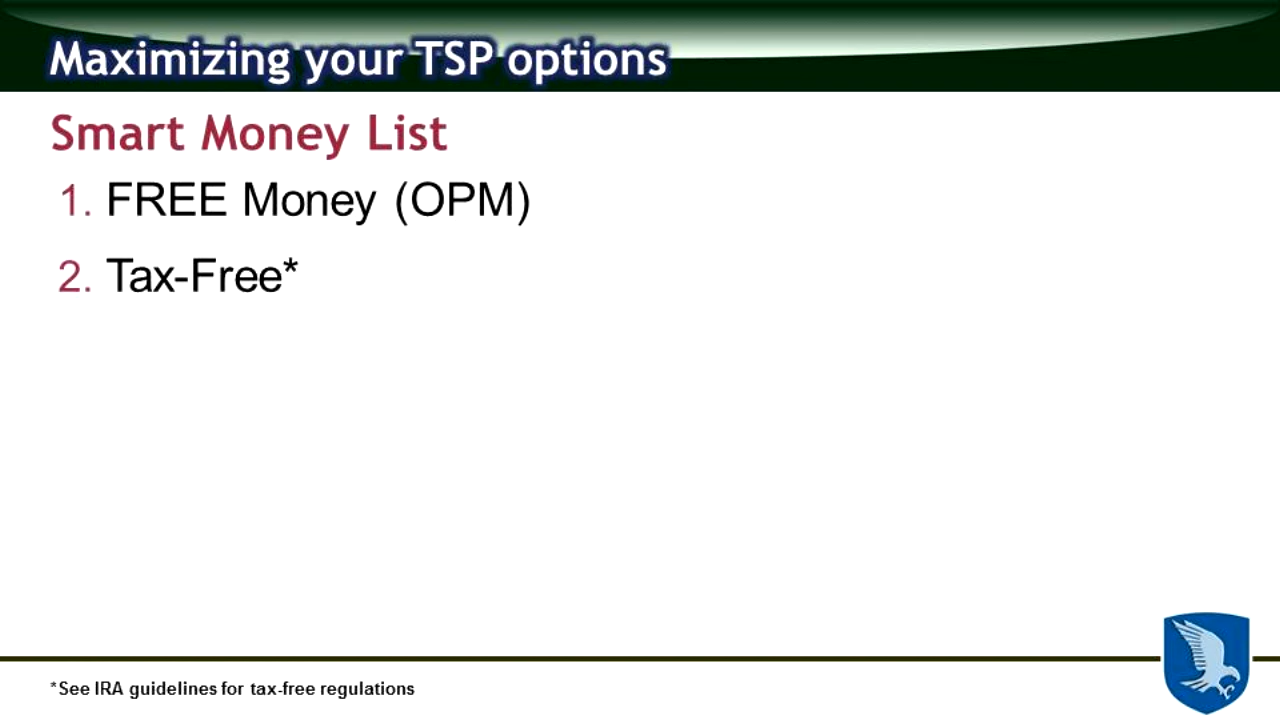 Maximizing your TSP options
Smart Money List
1. FREE Money (OPM)
2. Tax-Free*
*See IRA guidelines for tax-free regulations